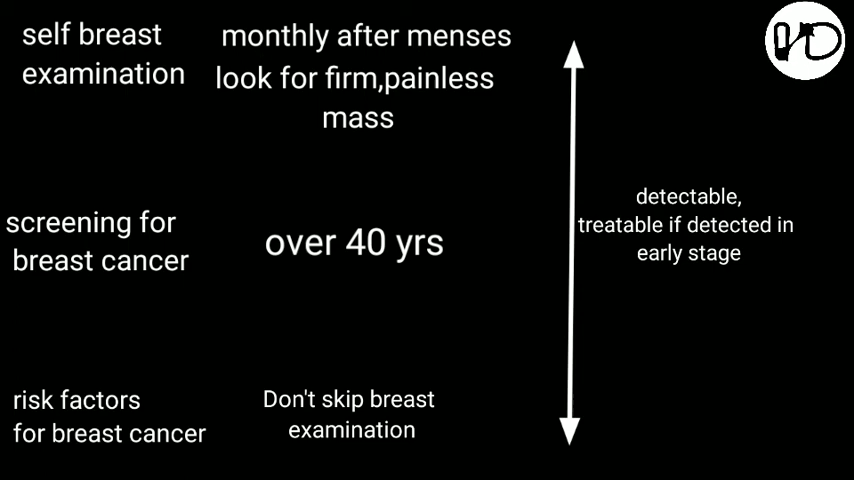 self breast
examination
monthly after menses
look for firm,painless
mass
screening for
breast cancer
over 40 yrs
detectable,
treatable if detected in
early stage
risk factors
for breast cancer
Don't skip breast
examination